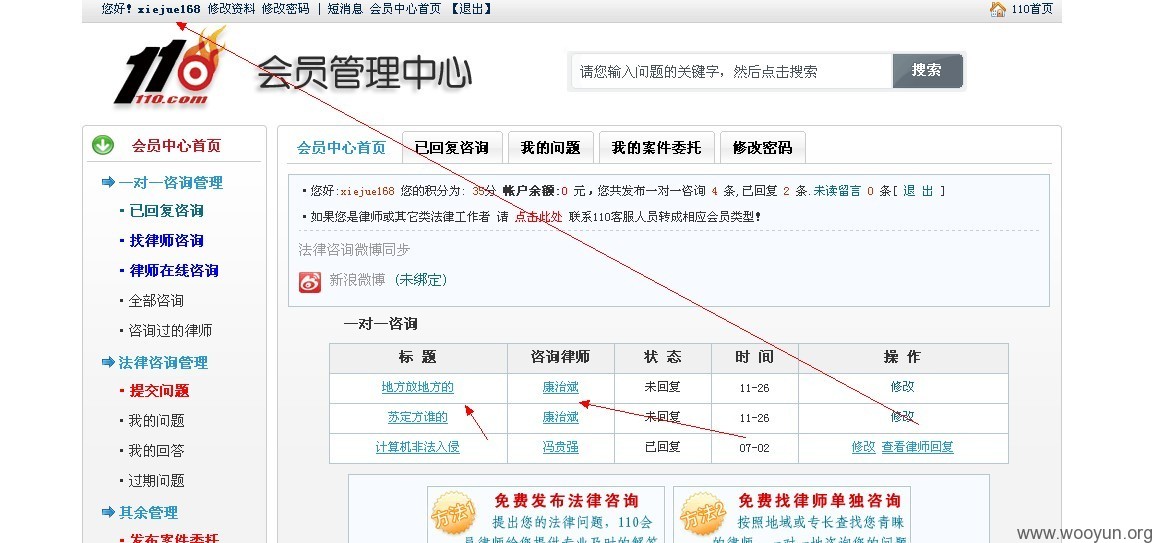 您好! xiejue168 修改资料 修改密码 | 短消息 会员中心首页 【退出】 110首页
110 会员管理中心
110.com
请您输入问题的关键字，然后点击搜索 搜索
会员中心首页
一对一咨询管理
已回复咨询
找律师咨询
律师在线咨询
全部咨询
咨询过的律师
法律咨询管理
提交问题
我的问题
我的回答
过期问题
其余管理
发布案件委托
会员中心首页 已回复咨询 我的问题 我的案件委托 修改密码
您好:xiejue168 您的积分为: 35分 帐户余额:0 元，您共发布一对一咨询 4 条,已回复 2 条.未读留言 0 条[ 退 出 ]
如果您是律师或其它类法律工作者 请 点击此处 联系110客服人员转成相应会员类型!
法律咨询微博同步
新浪微博 (未绑定)
一对一咨询
标 题 咨询律师 状 态 时 间 操 作
地方放地方的 康治斌 未回复 11-26 修改
苏定方谁的 康治斌 未回复 11-26 修改
计算机非法入侵 冯贵强 已回复 07-02 修改 查看律师回复
方法1 免费发布法律咨询
提出您的法律问题，110会
员律师给您提供专业及时的解答
方法2 免费找律师单独咨询
按照地域或专长查找您青睐
的律师，一对一地咨询您的问题
www.wooyun.org